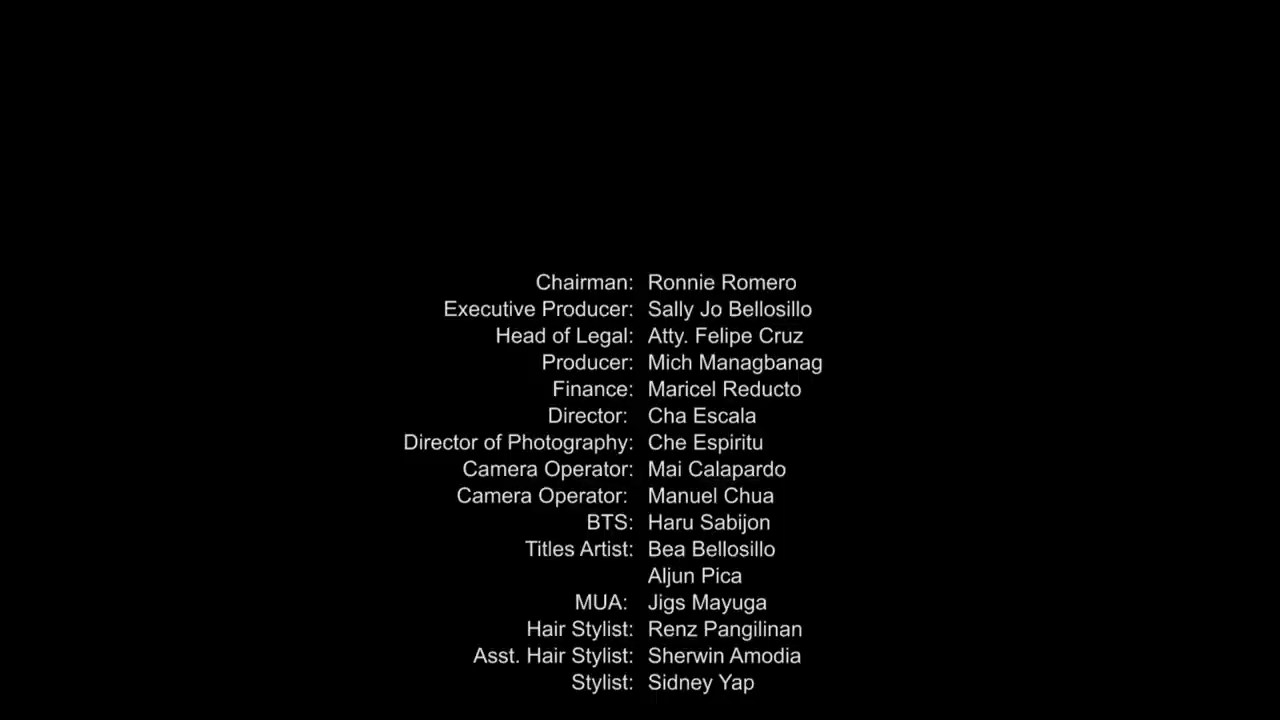 Chairman: Ronnie Romero
Executive Producer: Sally Jo Bellosillo
Head of Legal: Atty. Felipe Cruz
Producer: Mich Managbanag
Finance: Maricel Reducto
Director: Cha Escala
Director of Photography: Che Espiritu
Camera Operator: Mai Calapardo
Camera Operator: Manuel Chua
BTS: Haru Sabijon
Titles Artist: Bea Bellosillo
Aljun Pica
MUA: Jigs Mayuga
Hair Stylist: Renz Pangilinan
Asst. Hair Stylist: Sherwin Amodia
Stylist: Sidney Yap